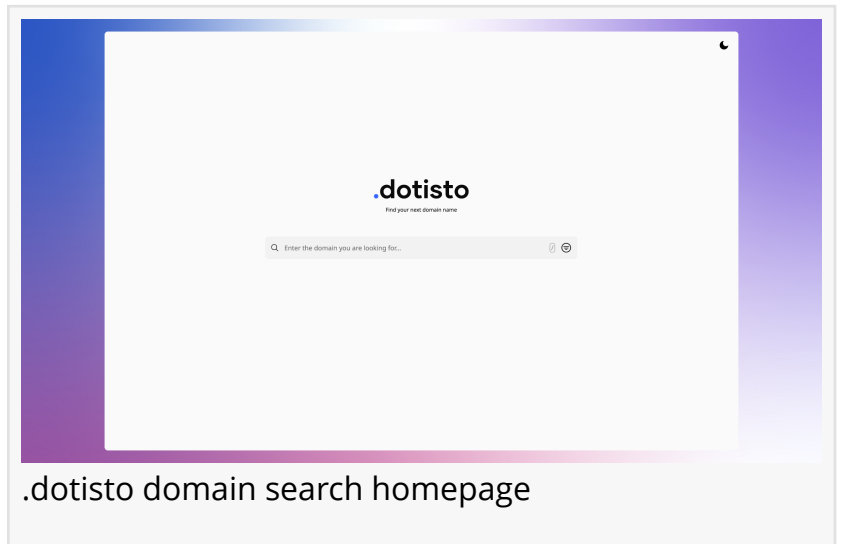 .dotisto
Find your next domain name
Enter the domain you are looking for...
/
.dotisto domain search homepage